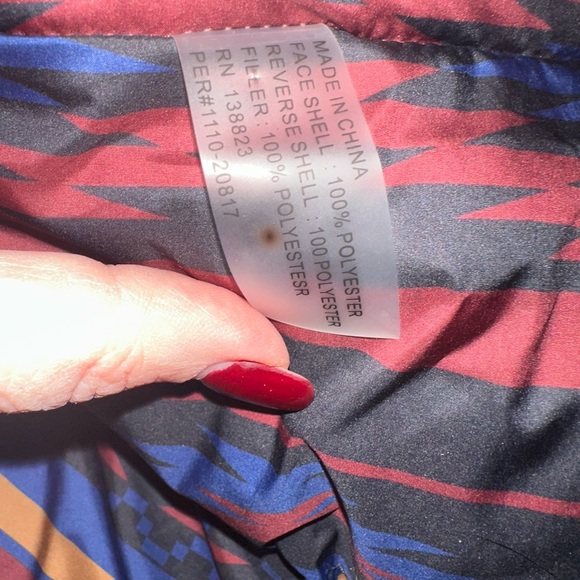 MADE IN CHINA
FACE SHELL : 100% POLYESTER
REVERSE SHELL : 100 POLYESTER
FILLER : 100% POLYESTESR
RN 138823
PER#1110-20817